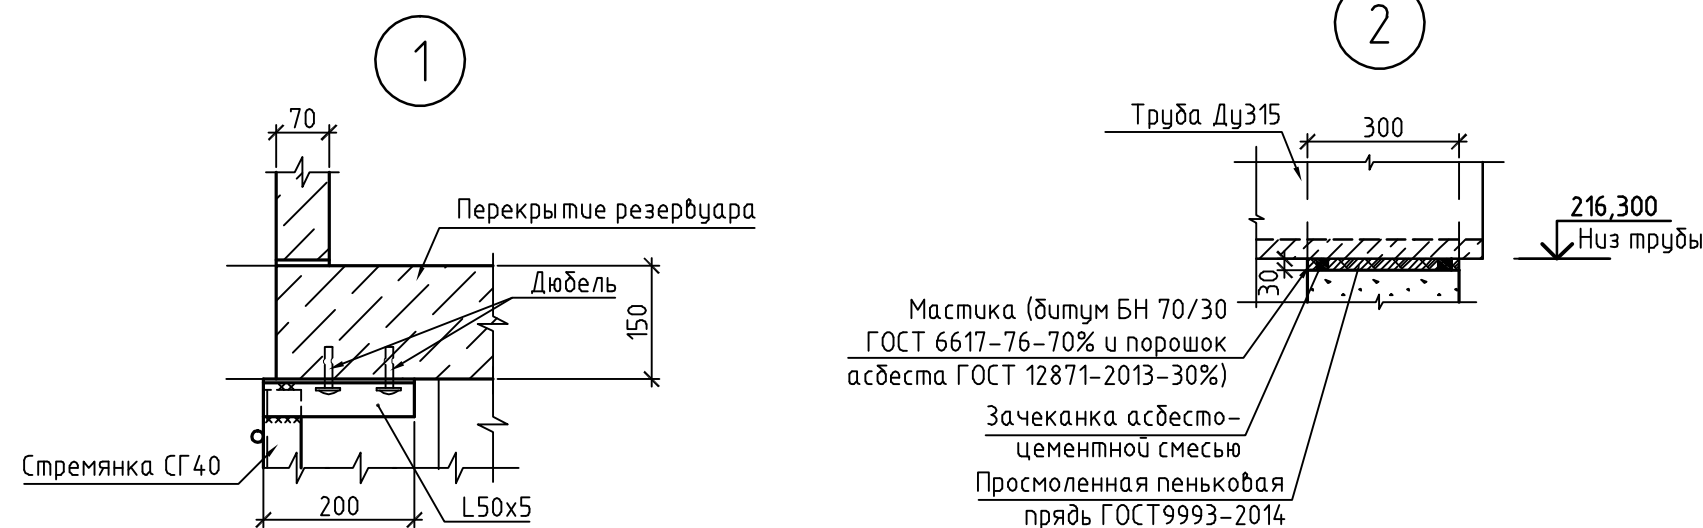 1
70
Перекрытие резервуара
Дюбель
150
Стремянка СГ40
200
L50х5
2
Труба Ду315
300
216,300
Низ трубы
30
Мастика (битум БН 70/30
ГОСТ 6617-76-70% и порошок
асбеста ГОСТ 12871-2013-30%)
Зачеканка асбесто-
цементной смесью
Просмоленная пеньковая
прядь ГОСТ9993-2014